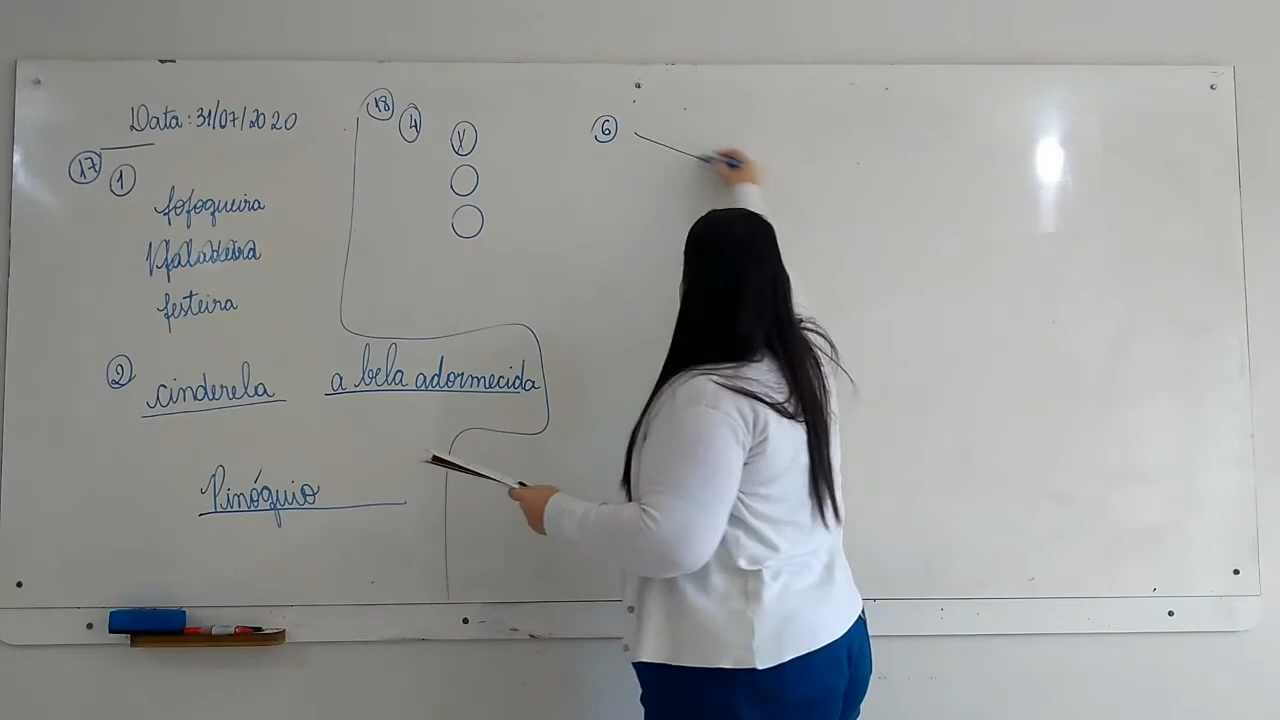 Data: 31/07/2020
17 1
fofoqueira
faladeira
festeira
2 cinderela a bela adormecida
Pinóquio
18 4 X
6